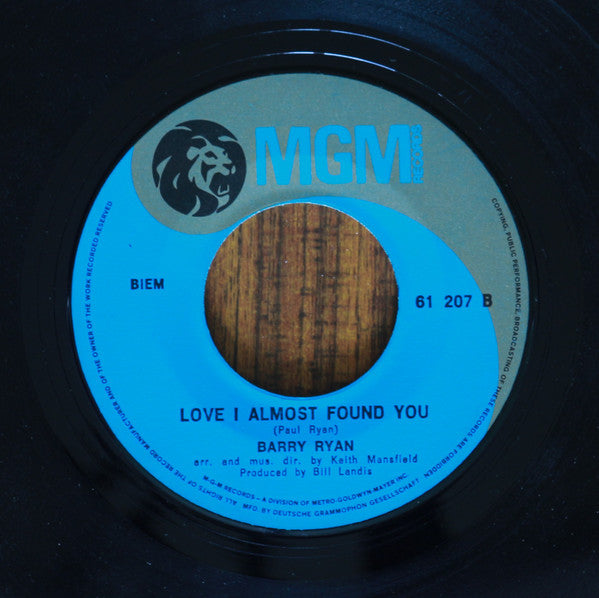 MGM
RECORDS
BIEM
61 207 B
LOVE I ALMOST FOUND YOU
(Paul Ryan)
BARRY RYAN
arr. and mus. dir. by Keith Mansfield
Produced by Bill Landis
M-G-M RECORDS – A DIVISION OF METRO-GOLDWYN-MAYER INC.
MFD. BY DEUTSCHE GRAMMOPHON GESELLSCHAFT
ALL RIGHTS OF THE RECORD MANUFACTURER AND OF THE OWNER OF THE WORK RECORDED RESERVED
COPYING, PUBLIC PERFORMANCE, BROADCASTING OF THESE RECORDS ARE FORBIDDEN